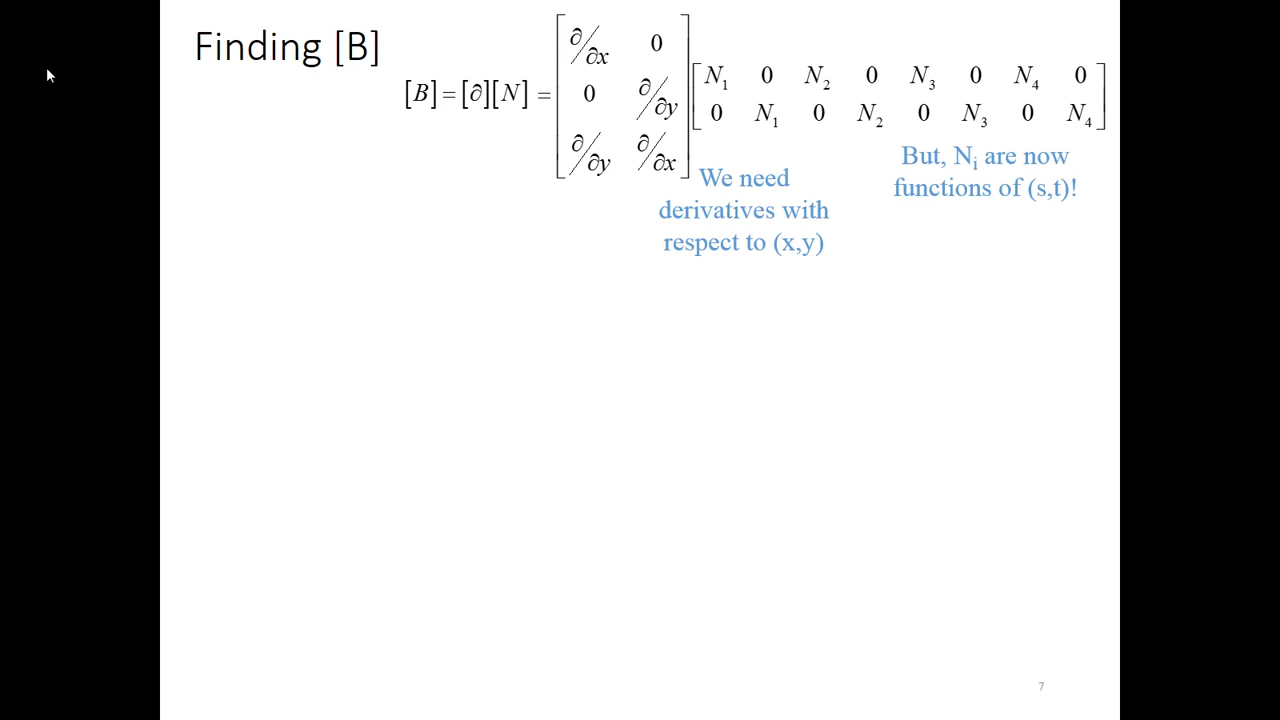 Finding [B]
[B] = [∂][N] = [∂/∂x 0; 0 ∂/∂y; ∂/∂y ∂/∂x] [N₁ 0 N₂ 0 N₃ 0 N₄ 0; 0 N₁ 0 N₂ 0 N₃ 0 N₄]
We need
derivatives with
respect to (x,y)
But, Nᵢ are now
functions of (s,t)!
7